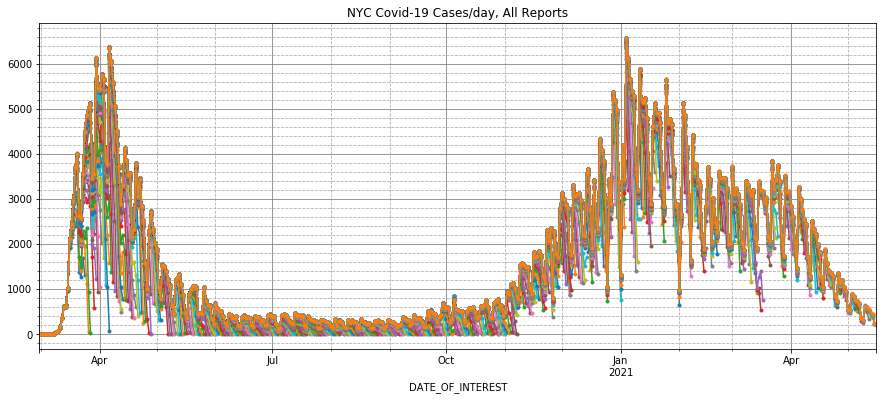 NYC Covid-19 Cases/day, All Reports
6000
5000
4000
3000
2000
1000
0
Apr
Jul
Oct
Jan
2021
Apr
DATE_OF_INTEREST